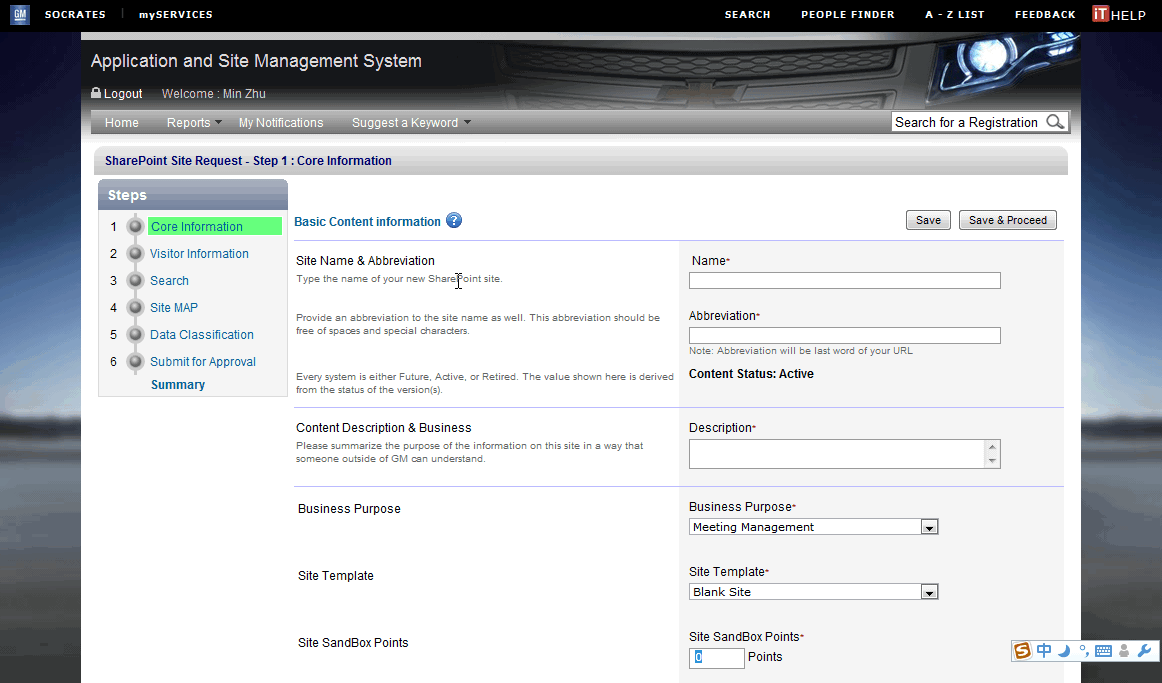 GM SOCRATES mySERVICES SEARCH PEOPLE FINDER A - Z LIST FEEDBACK iT HELP
Application and Site Management System
Logout Welcome : Min Zhu
Home Reports My Notifications Suggest a Keyword Search for a Registration
SharePoint Site Request - Step 1 : Core Information
Steps
1 Core Information
2 Visitor Information
3 Search
4 Site MAP
5 Data Classification
6 Submit for Approval
Summary
Basic Content information ? Save Save & Proceed
Site Name & Abbreviation
Type the name of your new SharePoint site.
Provide an abbreviation to the site name as well. This abbreviation should be
free of spaces and special characters.
Every system is either Future, Active, or Retired. The value shown here is derived
from the status of the version(s).
Name*
Abbreviation*
Note: Abbreviation will be last word of your URL
Content Status: Active
Content Description & Business
Please summarize the purpose of the information on this site in a way that
someone outside of GM can understand.
Description*
Business Purpose
Business Purpose*
Meeting Management
Site Template
Site Template*
Blank Site
Site SandBox Points
Site SandBox Points*
0 Points
S 中 °,